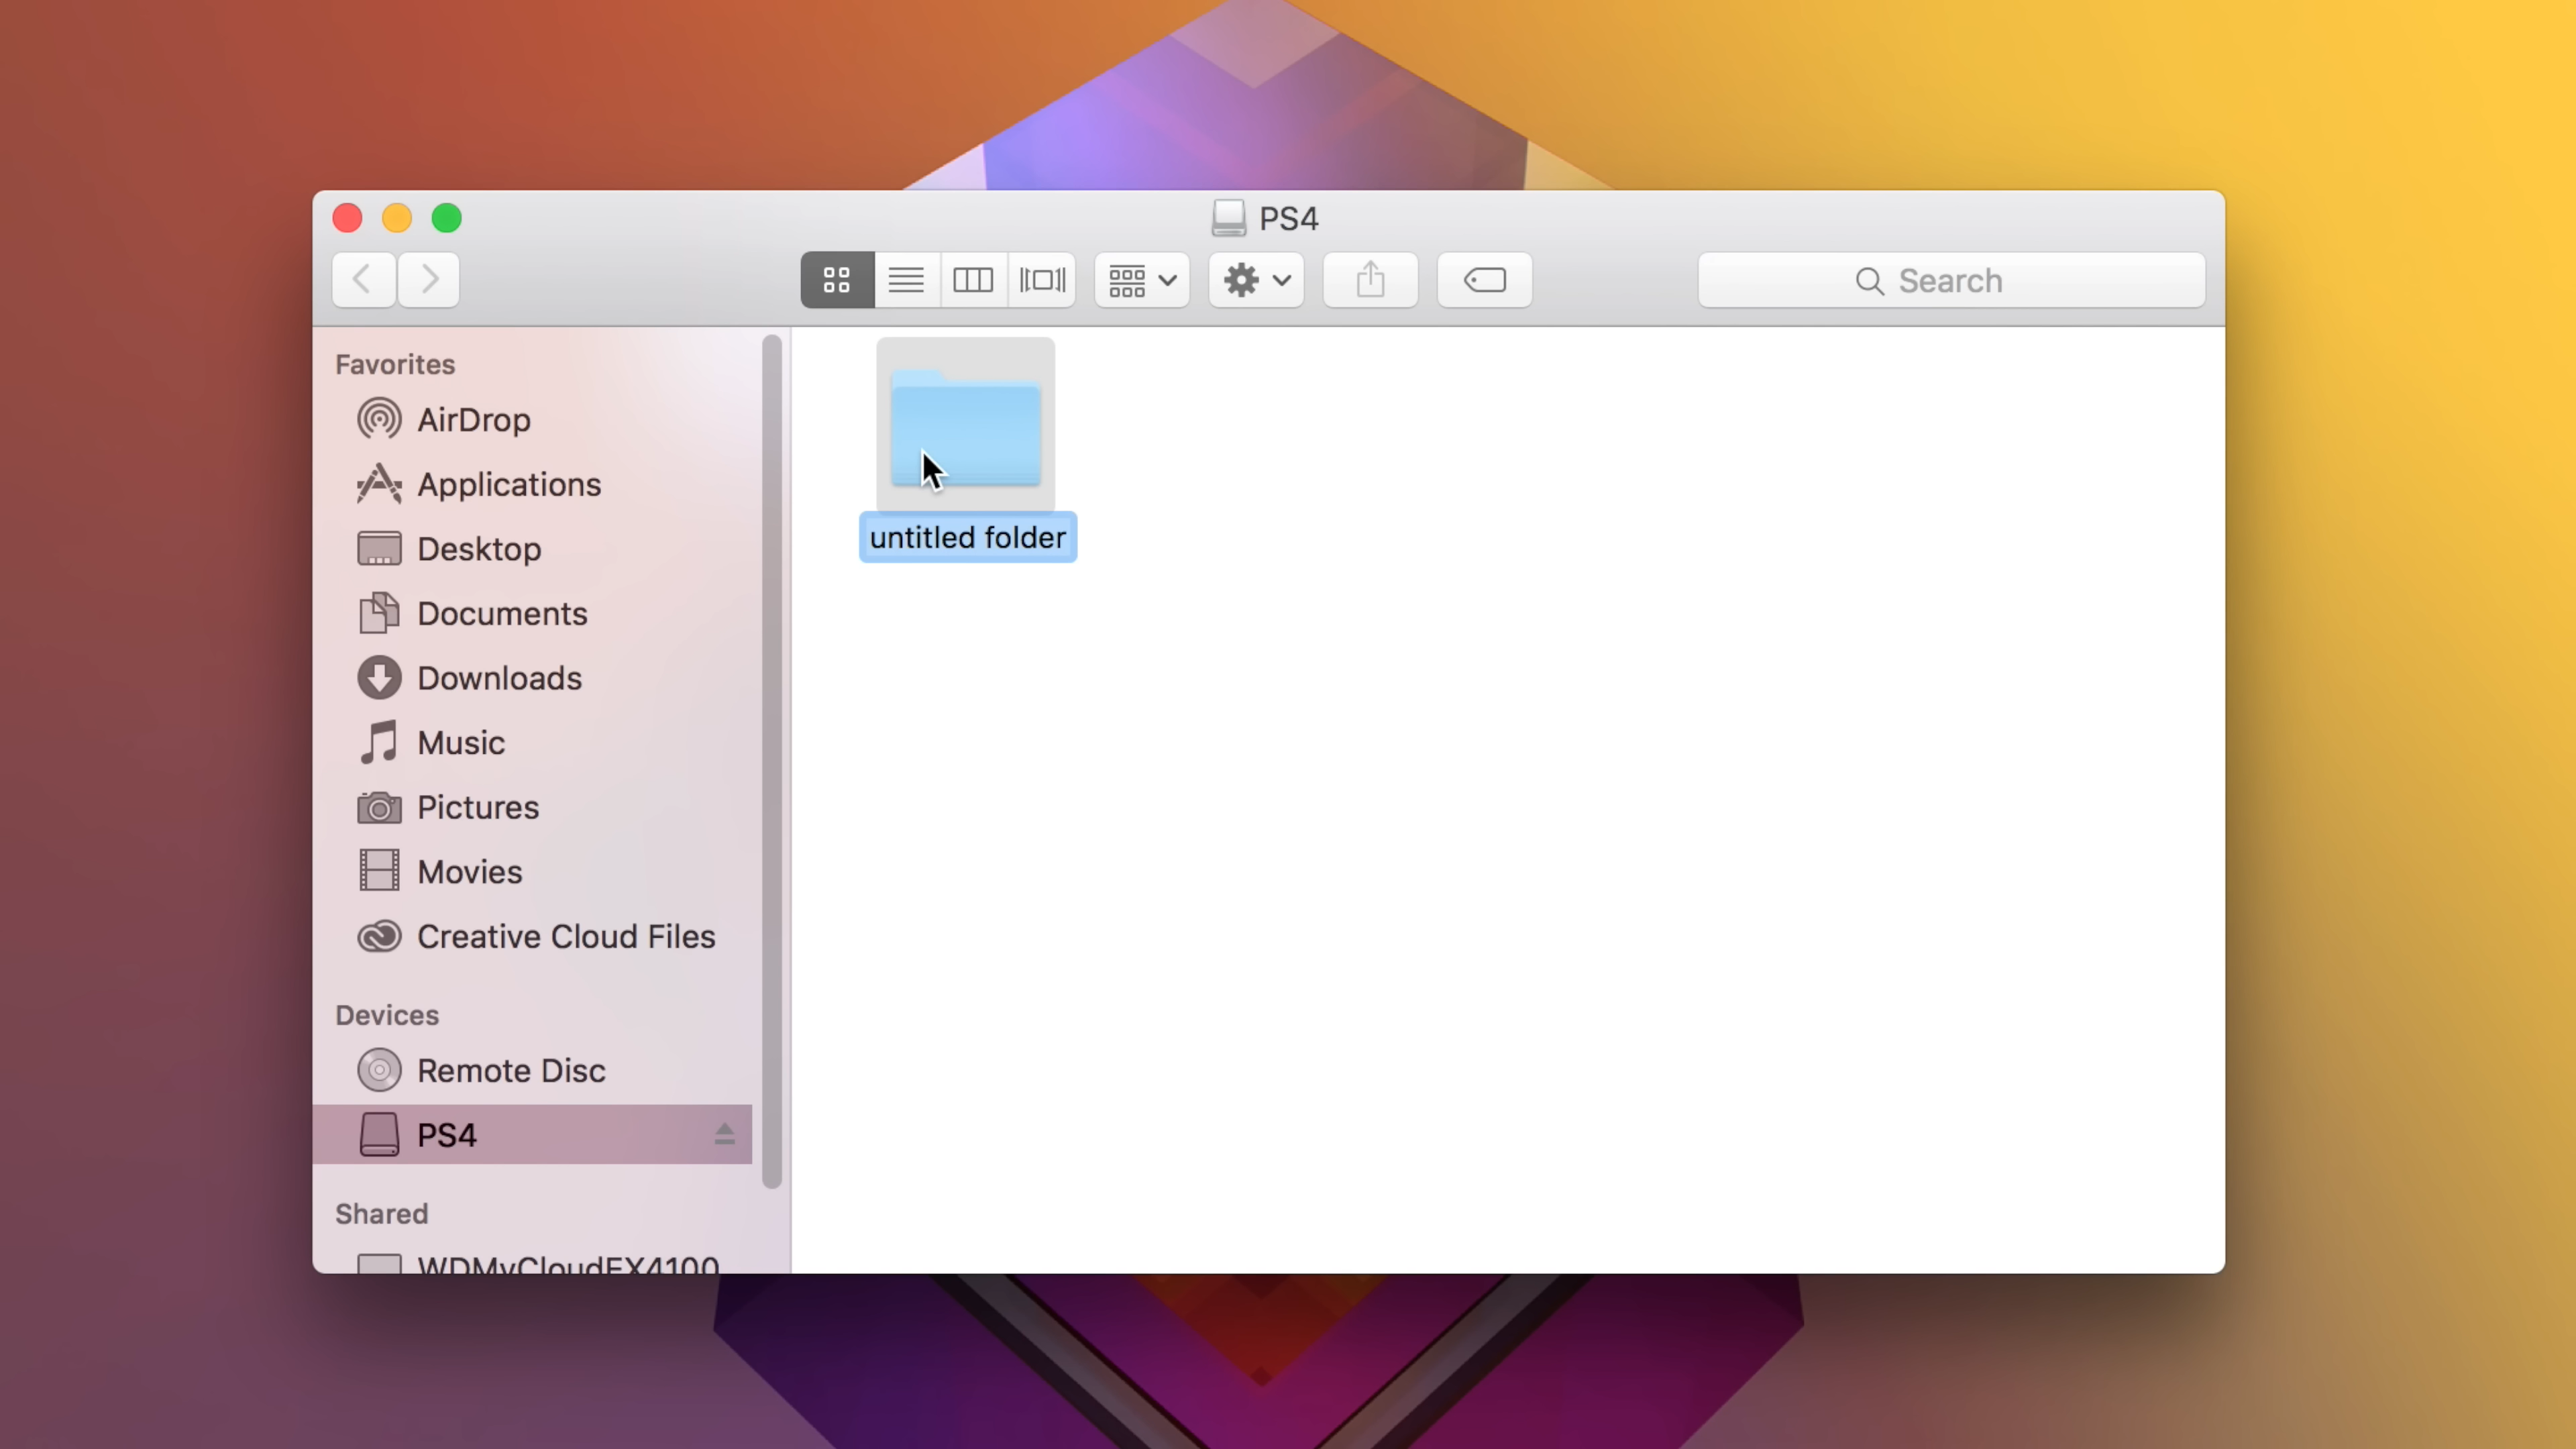 PS4
Search
Favorites
AirDrop
Applications
Desktop
Documents
Downloads
Music
Pictures
Movies
Creative Cloud Files
Devices
Remote Disc
PS4
Shared
WDMyCloudEX4100
untitled folder